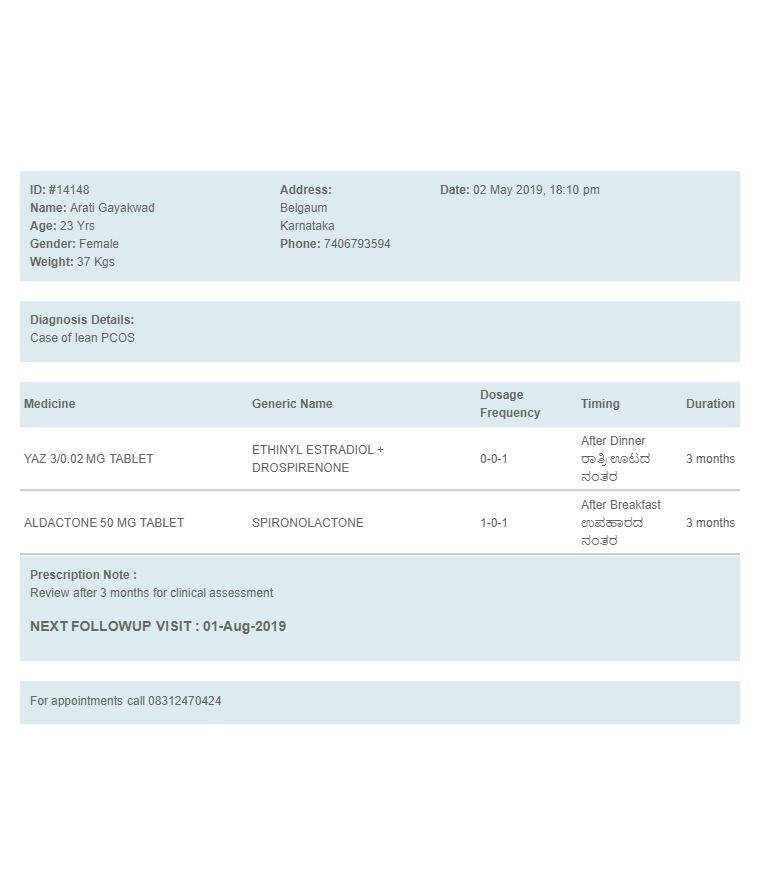 ID: #14148
Name: Arati Gayakwad
Age: 23 Yrs
Gender: Female
Weight: 37 Kgs
Address:
Belgaum
Karnataka
Phone: 7406793594
Date: 02 May 2019, 18:10 pm
Diagnosis Details:
Case of lean PCOS
Medicine
Generic Name
Dosage
Frequency
Timing
Duration
YAZ 3/0.02 MG TABLET
ETHINYL ESTRADIOL +
DROSPIRENONE
0-0-1
After Dinner
ರಾತ್ರಿ ಊಟದ
ನಂತರ
3 months
ALDACTONE 50 MG TABLET
SPIRONOLACTONE
1-0-1
After Breakfast
ಉಪಹಾರದ
ನಂತರ
3 months
Prescription Note :
Review after 3 months for clinical assessment
NEXT FOLLOWUP VISIT : 01-Aug-2019
For appointments call 08312470424